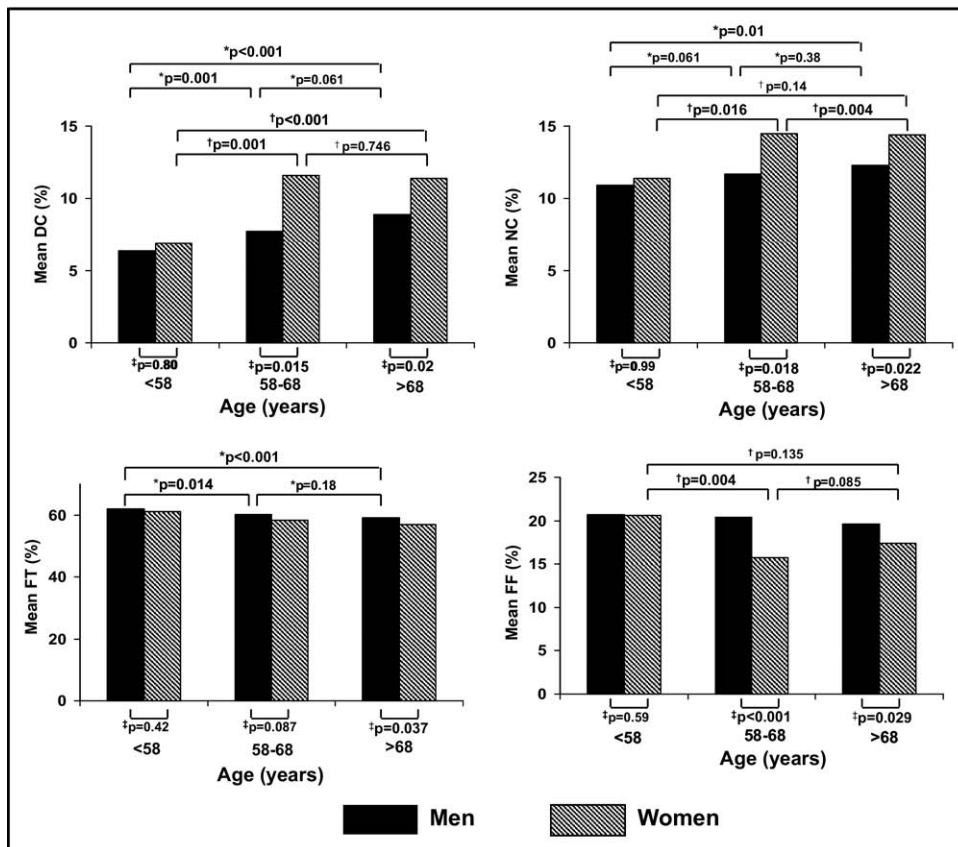 *p<0.001
*p=0.001 *p=0.061
†p<0.001
†p=0.001 †p=0.746
Mean DC (%)
15
10
5
0
‡p=0.80 ‡p=0.015 ‡p=0.02
<58 58-68 >68
Age (years)
*p=0.01
*p=0.061 *p=0.38
†p=0.14
†p=0.016 †p=0.004
Mean NC (%)
15
10
5
0
‡p=0.99 ‡p=0.018 ‡p=0.022
<58 58-68 >68
Age (years)
*p<0.001
*p=0.014 *p=0.18
Mean FT (%)
60
40
20
0
‡p=0.42 ‡p=0.087 ‡p=0.037
<58 58-68 >68
Age (years)
†p=0.135
†p=0.004 †p=0.085
Mean FF (%)
25
20
15
10
5
0
‡p=0.59 ‡p<0.001 ‡p=0.029
<58 58-68 >68
Age (years)
Men Women